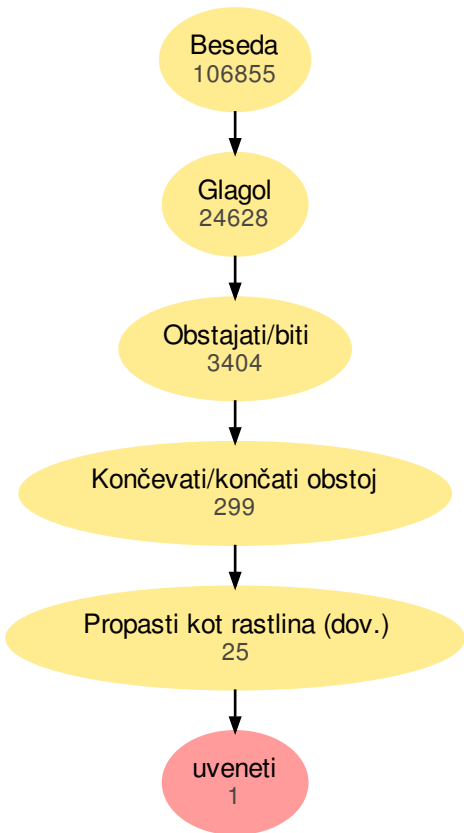 Beseda
106855
Glagol
24628
Obstajati/biti
3404
Končevati/končati obstoj
299
Propasti kot rastlina (dov.)
25
uveneti
1